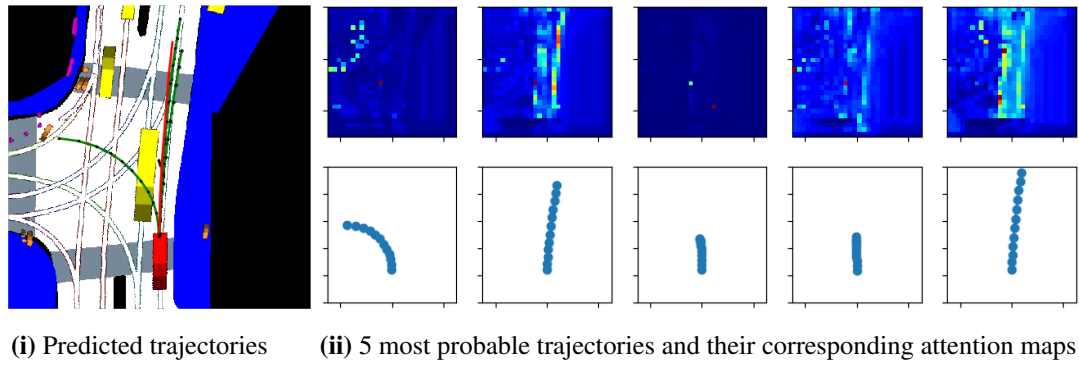 (i) Predicted trajectories
(ii) 5 most probable trajectories and their corresponding attention maps